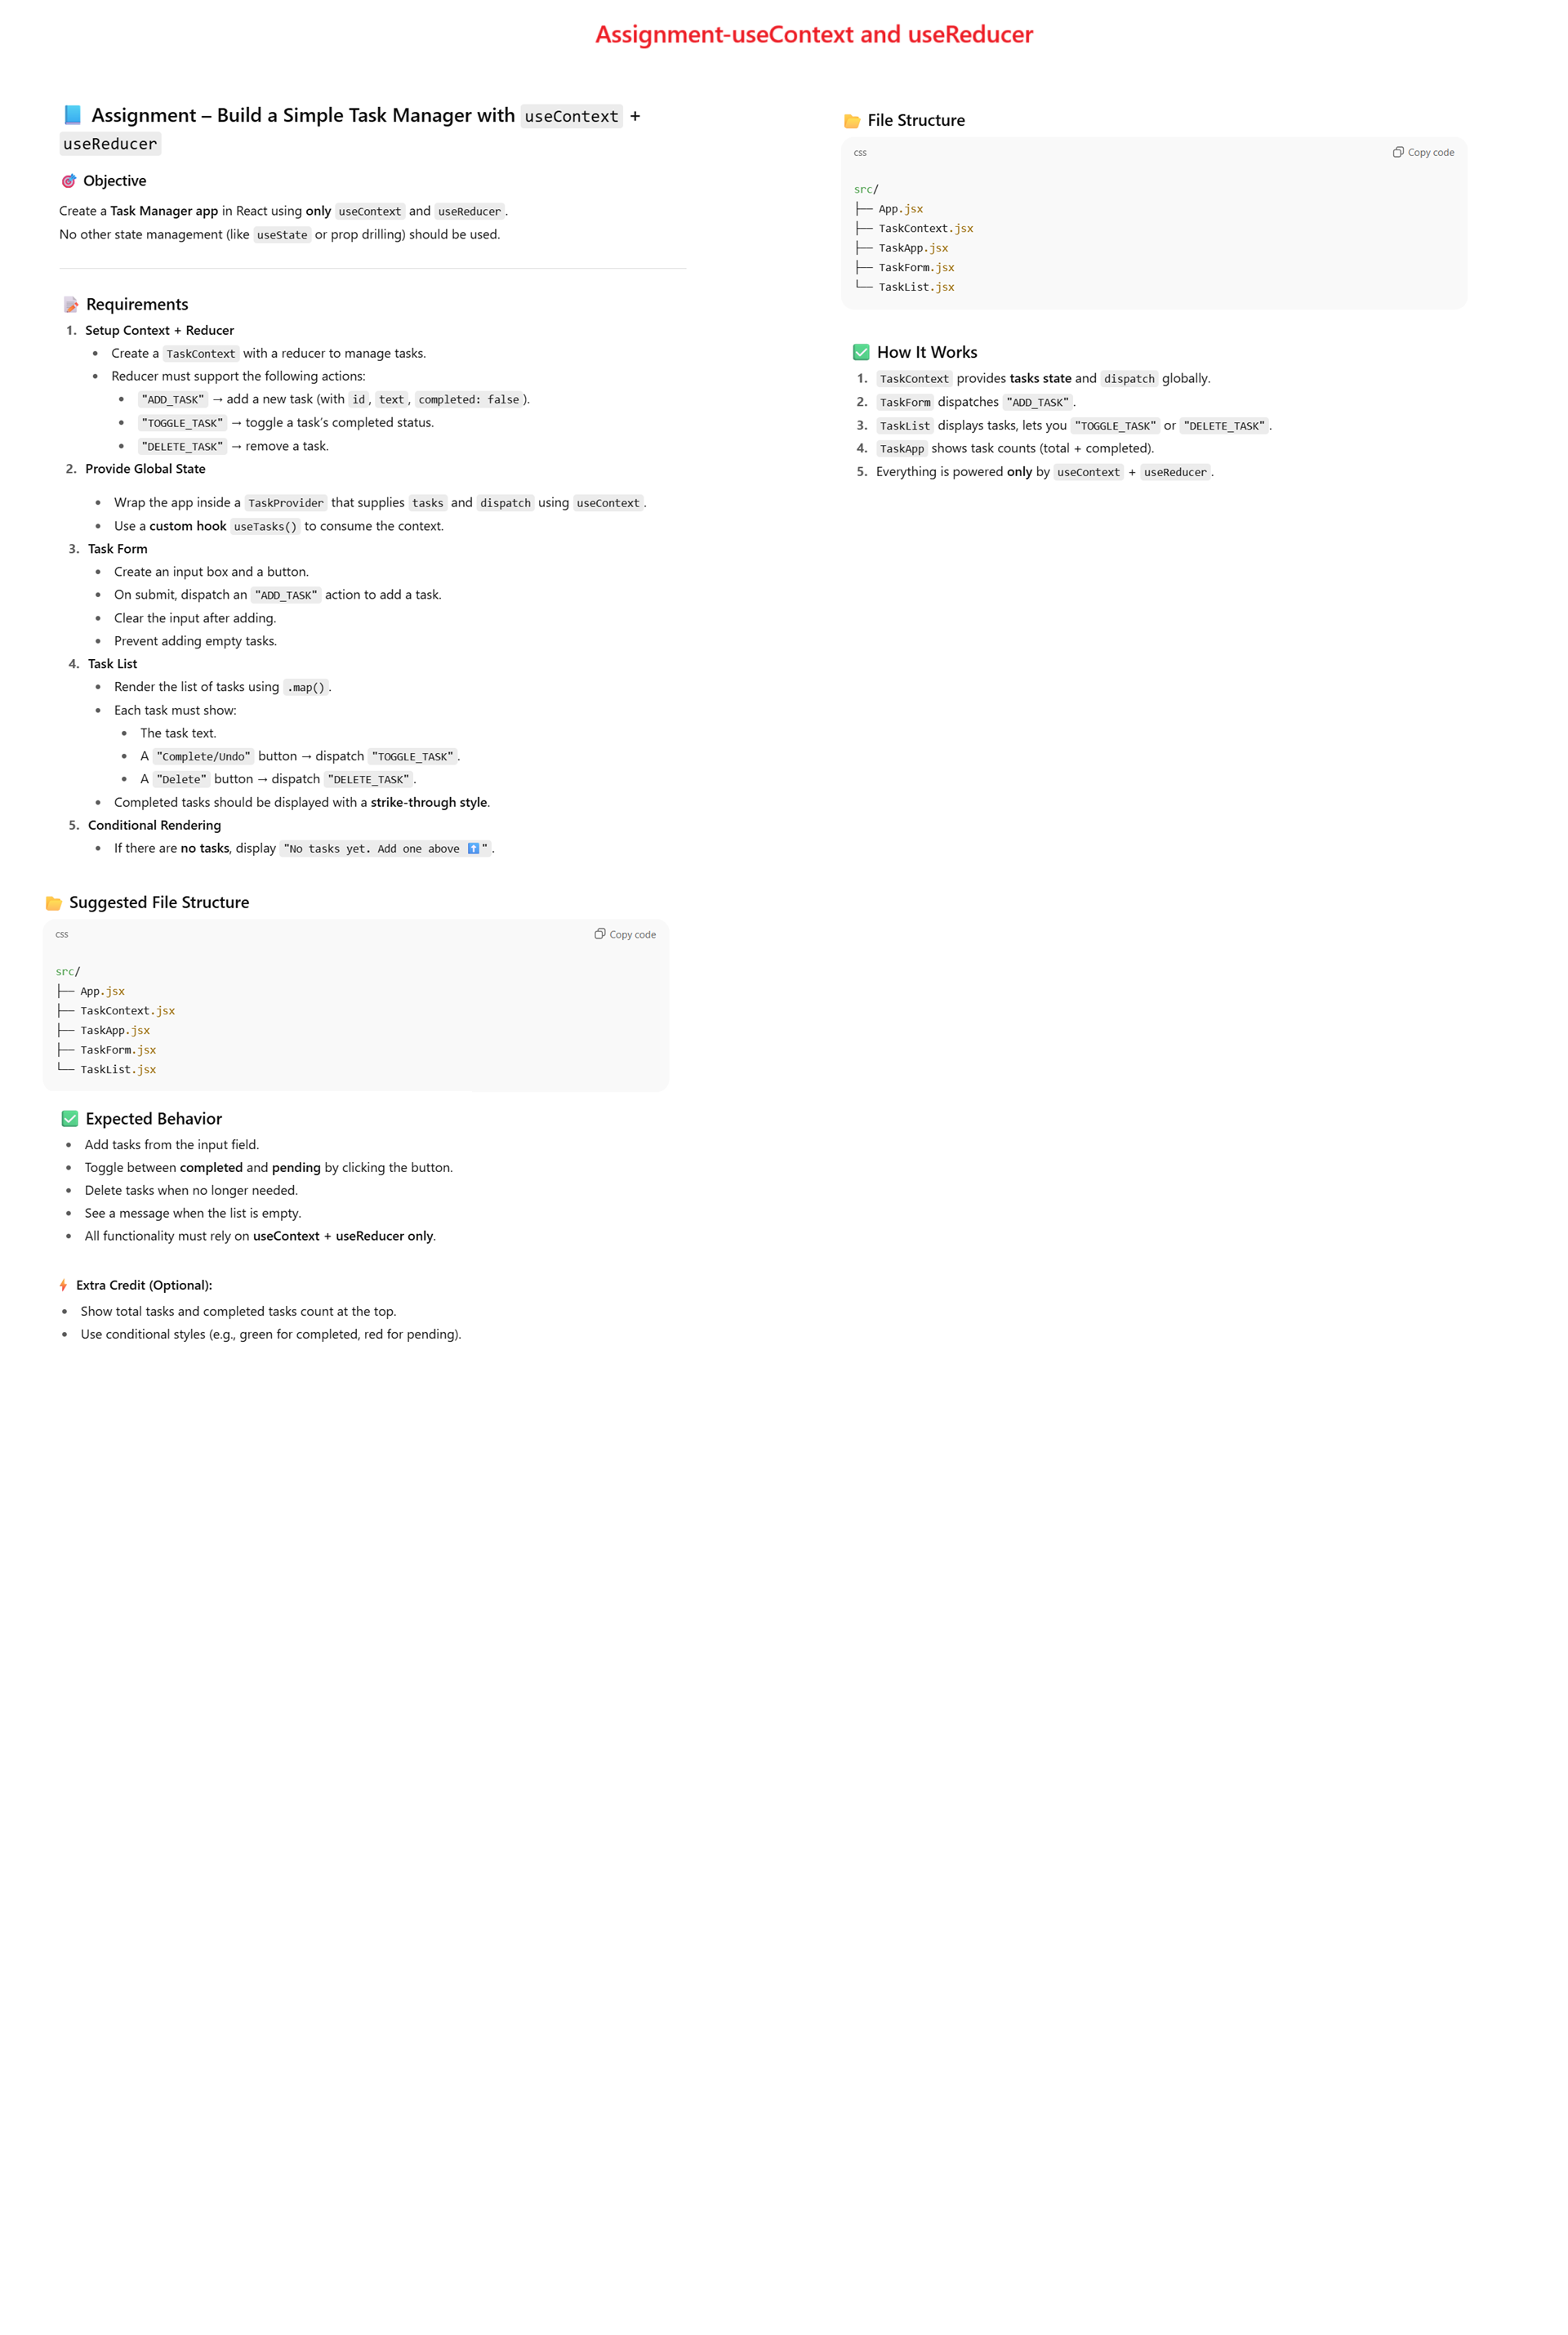 Assignment-useContext and useReducer
📘 Assignment – Build a Simple Task Manager with useContext +
useReducer
🎯 Objective
Create a Task Manager app in React using only useContext and useReducer.
No other state management (like useState or prop drilling) should be used.
📝 Requirements
1. Setup Context + Reducer
• Create a TaskContext with a reducer to manage tasks.
• Reducer must support the following actions:
• "ADD_TASK" → add a new task (with id, text, completed: false).
• "TOGGLE_TASK" → toggle a task's completed status.
• "DELETE_TASK" → remove a task.
2. Provide Global State
• Wrap the app inside a TaskProvider that supplies tasks and dispatch using useContext.
• Use a custom hook useTasks() to consume the context.
3. Task Form
• Create an input box and a button.
• On submit, dispatch an "ADD_TASK" action to add a task.
• Clear the input after adding.
• Prevent adding empty tasks.
4. Task List
• Render the list of tasks using .map().
• Each task must show:
• The task text.
• A "Complete/Undo" button → dispatch "TOGGLE_TASK".
• A "Delete" button → dispatch "DELETE_TASK".
• Completed tasks should be displayed with a strike-through style.
5. Conditional Rendering
• If there are no tasks, display "No tasks yet. Add one above ⬆️".
📂 Suggested File Structure
css
Copy code
src/
├── App.jsx
├── TaskContext.jsx
├── TaskApp.jsx
├── TaskForm.jsx
└── TaskList.jsx
✅ Expected Behavior
• Add tasks from the input field.
• Toggle between completed and pending by clicking the button.
• Delete tasks when no longer needed.
• See a message when the list is empty.
• All functionality must rely on useContext + useReducer only.
⚡ Extra Credit (Optional):
• Show total tasks and completed tasks count at the top.
• Use conditional styles (e.g., green for completed, red for pending).
📂 File Structure
css
Copy code
src/
├── App.jsx
├── TaskContext.jsx
├── TaskApp.jsx
├── TaskForm.jsx
└── TaskList.jsx
✅ How It Works
1. TaskContext provides tasks state and dispatch globally.
2. TaskForm dispatches "ADD_TASK".
3. TaskList displays tasks, lets you "TOGGLE_TASK" or "DELETE_TASK".
4. TaskApp shows task counts (total + completed).
5. Everything is powered only by useContext + useReducer.